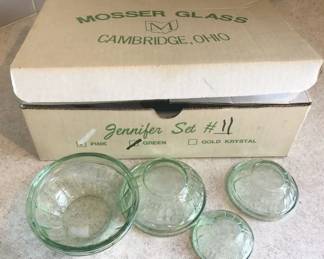 MOSSER GLASS
M
CAMBRIDGE, OHIO
Jennifer Set # 11
PINK GREEN GOLD KRYSTAL